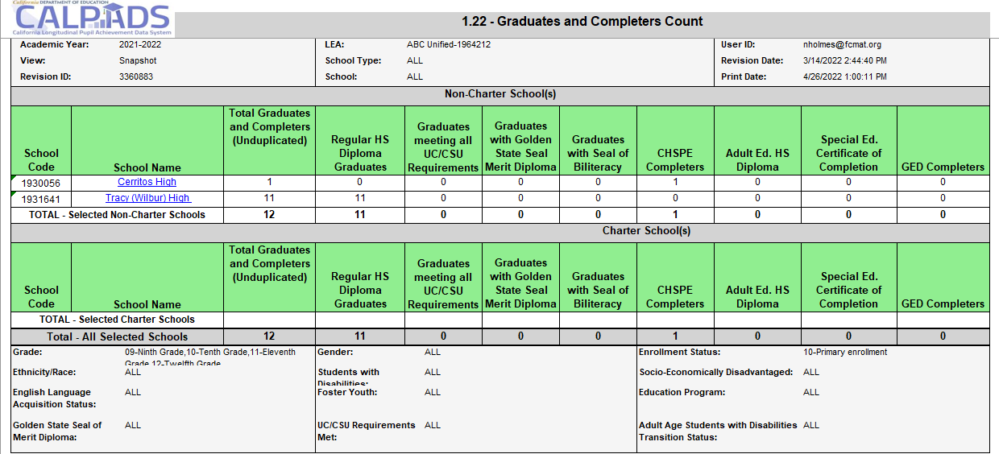 California DEPARTMENT OF EDUCATION
CALPADS
California Longitudinal Pupil Achievement Data System
1.22 - Graduates and Completers Count
Academic Year: 2021-2022 LEA: ABC Unified-1964212 User ID: nholmes@fcmat.org
View: Snapshot School Type: ALL Revision Date: 3/14/2022 2:44:40 PM
Revision ID: 3360883 School: ALL Print Date: 4/26/2022 1:00:11 PM
Non-Charter School(s)
School Code School Name Total Graduates and Completers (Unduplicated) Regular HS Diploma Graduates Graduates meeting all UC/CSU Requirements Graduates with Golden State Seal Merit Diploma Graduates with Seal of Biliteracy CHSPE Completers Adult Ed. HS Diploma Special Ed. Certificate of Completion GED Completers
1930056 Cerritos High 1 0 0 0 0 1 0 0 0
1931641 Tracy (Wilbur) High 11 11 0 0 0 0 0 0 0
TOTAL - Selected Non-Charter Schools 12 11 0 0 0 1 0 0 0
Charter School(s)
School Code School Name Total Graduates and Completers (Unduplicated) Regular HS Diploma Graduates Graduates meeting all UC/CSU Requirements Graduates with Golden State Seal Merit Diploma Graduates with Seal of Biliteracy CHSPE Completers Adult Ed. HS Diploma Special Ed. Certificate of Completion GED Completers
TOTAL - Selected Charter Schools
Total - All Selected Schools 12 11 0 0 0 1 0 0 0
Grade: 09-Ninth Grade,10-Tenth Grade,11-Eleventh Grade,12-Twelfth Grade Gender: ALL Enrollment Status: 10-Primary enrollment
Ethnicity/Race: ALL Students with Disabilities: ALL Socio-Economically Disadvantaged: ALL
English Language Acquisition Status: ALL Foster Youth: ALL Education Program: ALL
Golden State Seal of Merit Diploma: ALL UC/CSU Requirements Met: ALL Adult Age Students with Disabilities Transition Status: ALL